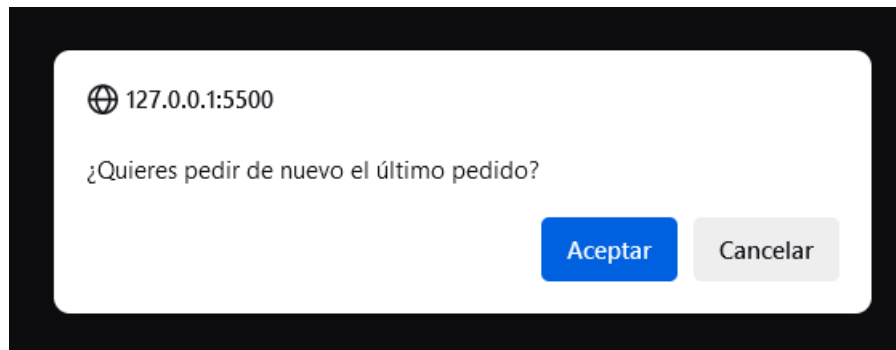 127.0.0.1:5500
¿Quieres pedir de nuevo el último pedido?
Aceptar Cancelar